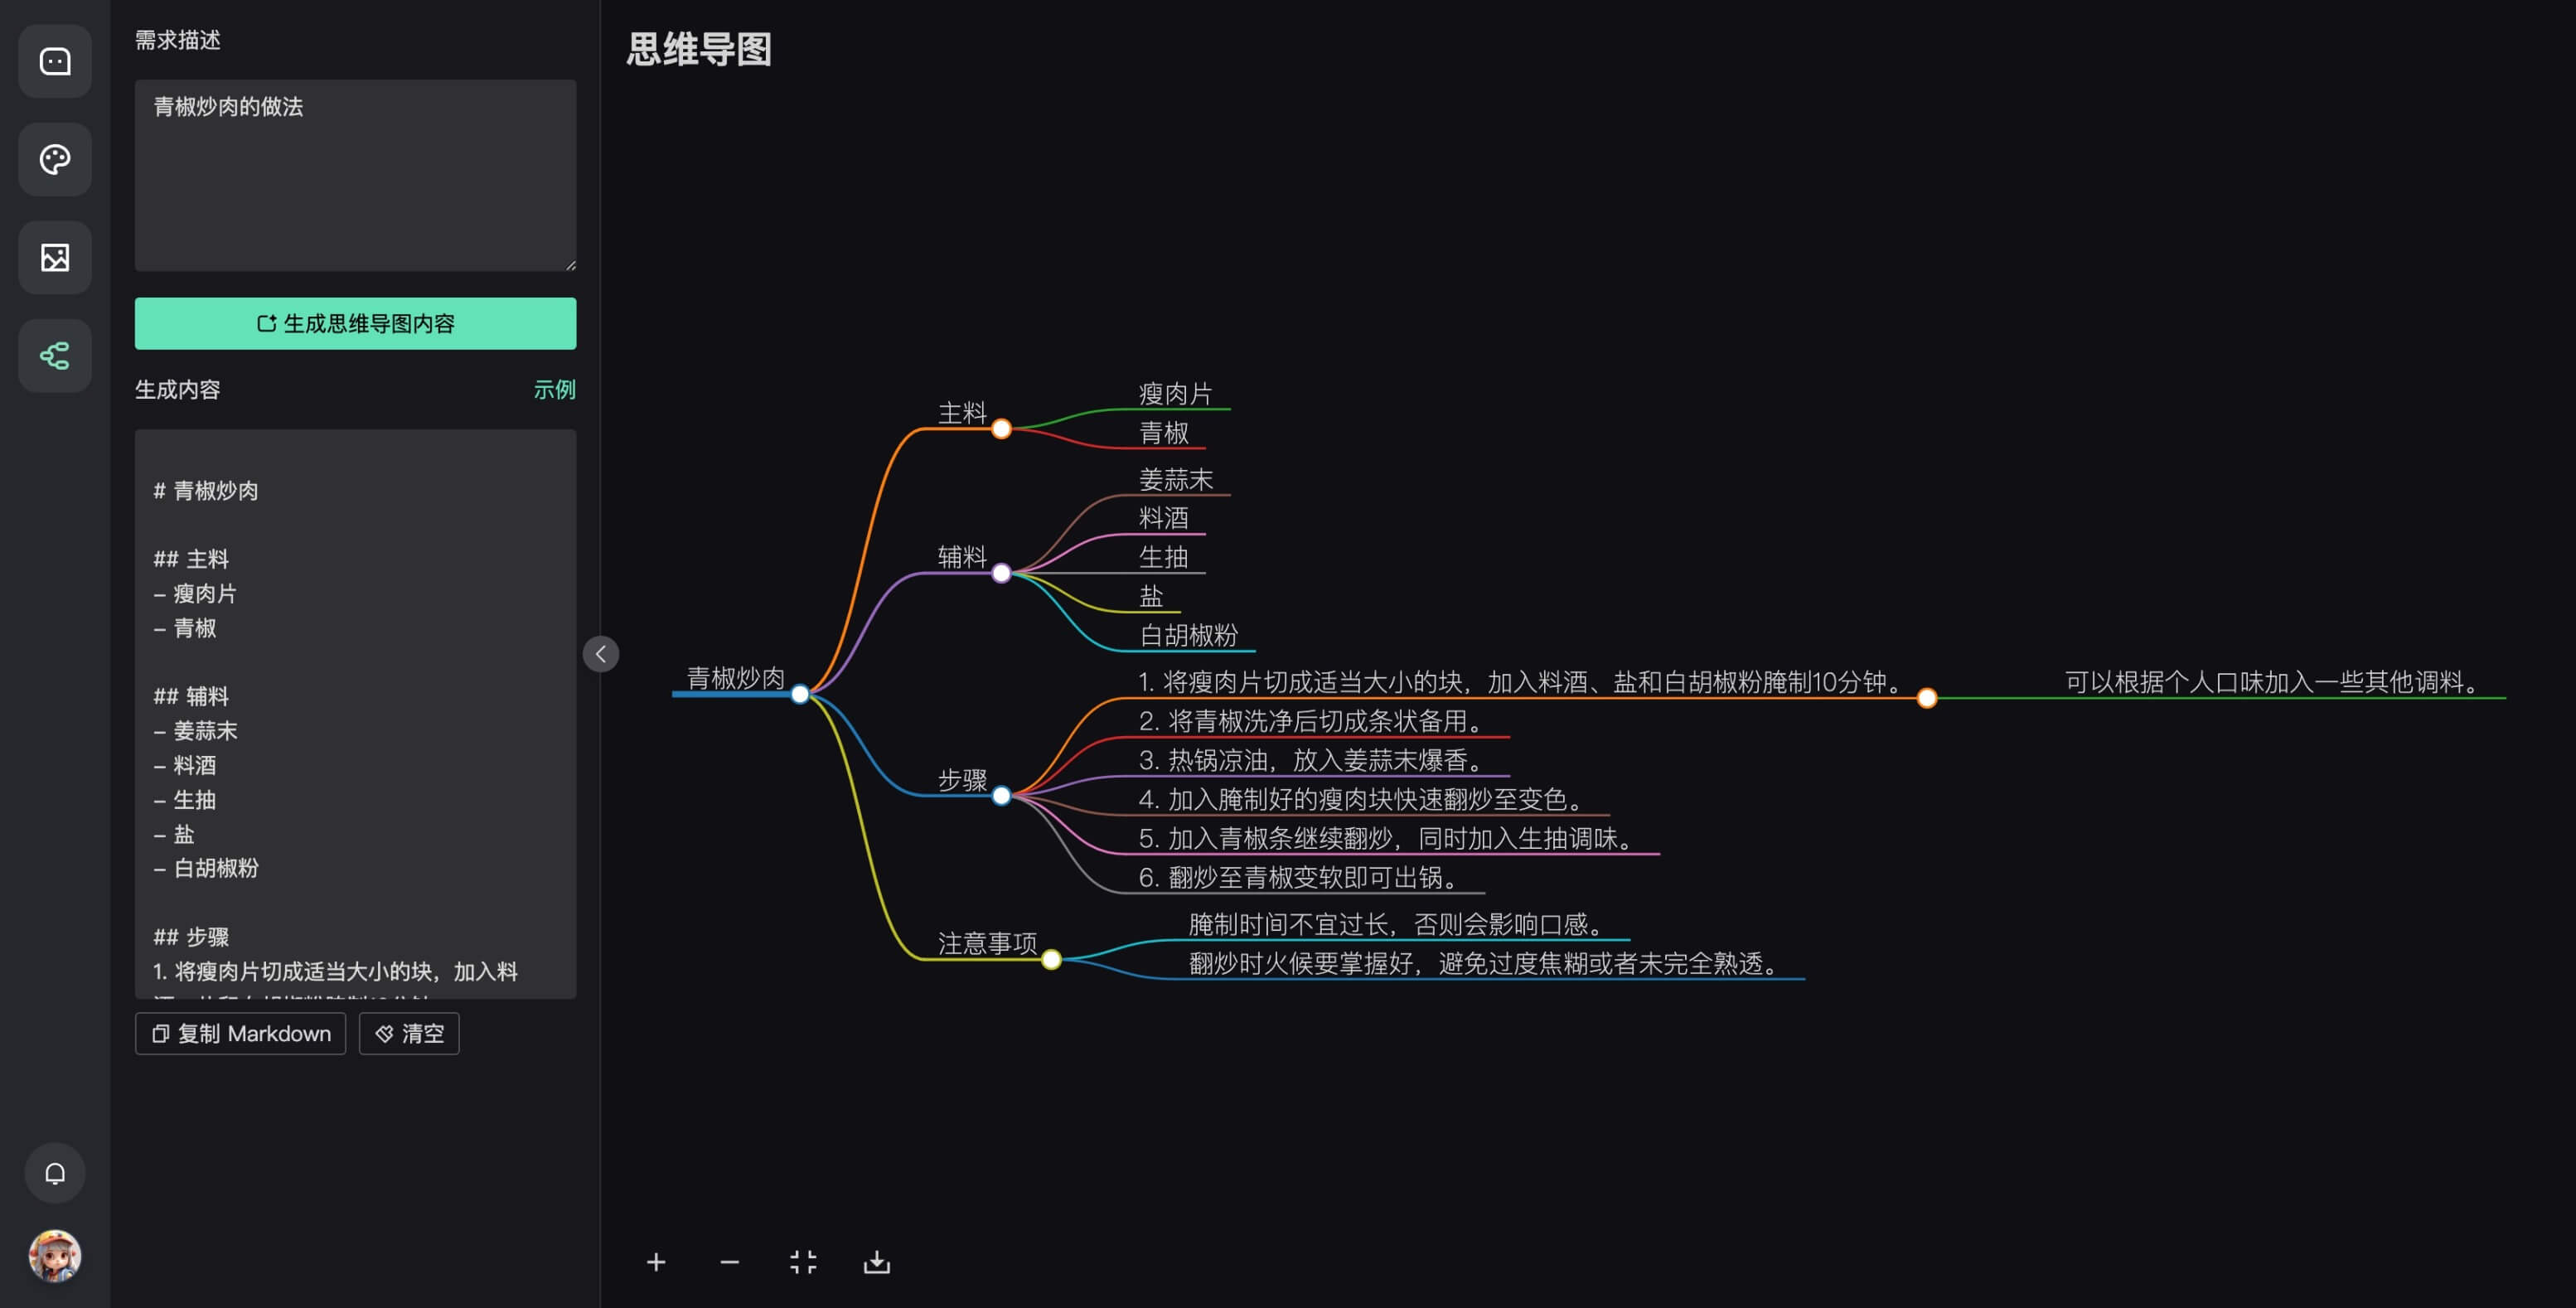 需求描述
青椒炒肉的做法
生成思维导图内容
生成内容
示例
# 青椒炒肉
## 主料
– 瘦肉片
– 青椒
## 辅料
– 姜蒜末
– 料酒
– 生抽
– 盐
– 白胡椒粉
## 步骤
1. 将瘦肉片切成适当大小的块，加入料
复制 Markdown
清空
思维导图
青椒炒肉
主料
瘦肉片
青椒
辅料
姜蒜末
料酒
生抽
盐
白胡椒粉
步骤
1. 将瘦肉片切成适当大小的块，加入料酒、盐和白胡椒粉腌制10分钟。
可以根据个人口味加入一些其他调料。
2. 将青椒洗净后切成条状备用。
3. 热锅凉油，放入姜蒜末爆香。
4. 加入腌制好的瘦肉块快速翻炒至变色。
5. 加入青椒条继续翻炒，同时加入生抽调味。
6. 翻炒至青椒变软即可出锅。
注意事项
腌制时间不宜过长，否则会影响口感。
翻炒时火候要掌握好，避免过度焦糊或者未完全熟透。